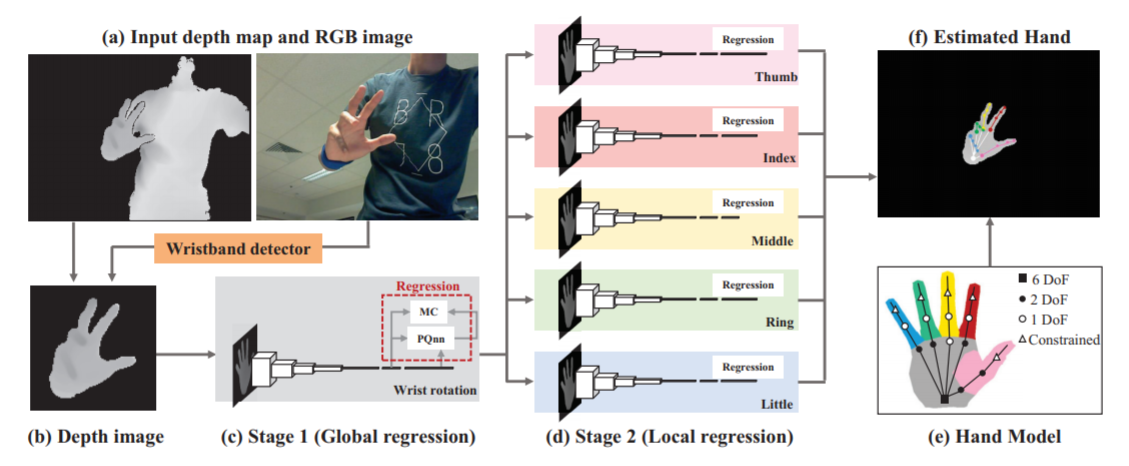 (a) Input depth map and RGB image
Wristband detector
(b) Depth image
Regression
MC
PQnn
Wrist rotation
(c) Stage 1 (Global regression)
Regression
Thumb
Regression
Index
Regression
Middle
Regression
Ring
Regression
Little
(d) Stage 2 (Local regression)
(f) Estimated Hand
6 DoF
2 DoF
1 DoF
Constrained
(e) Hand Model